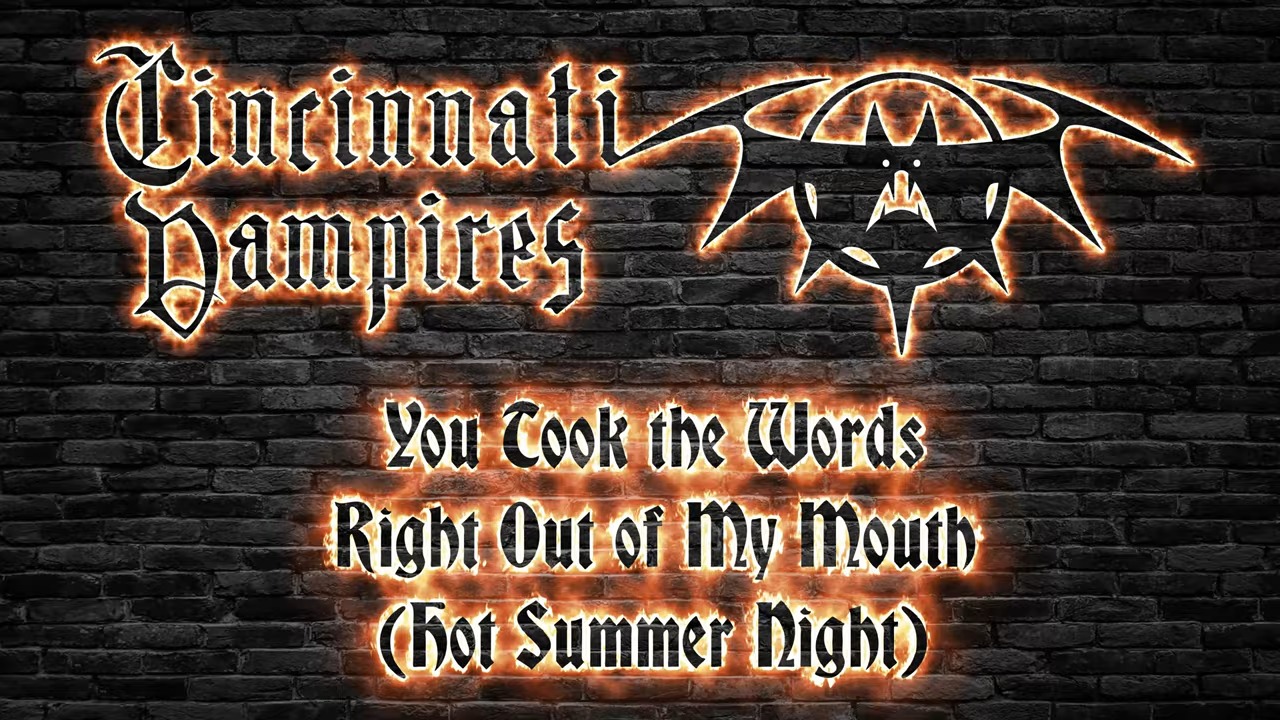 Cincinnati
Vampires
You Took the Words
Right Out of My Mouth
(Hot Summer Night)